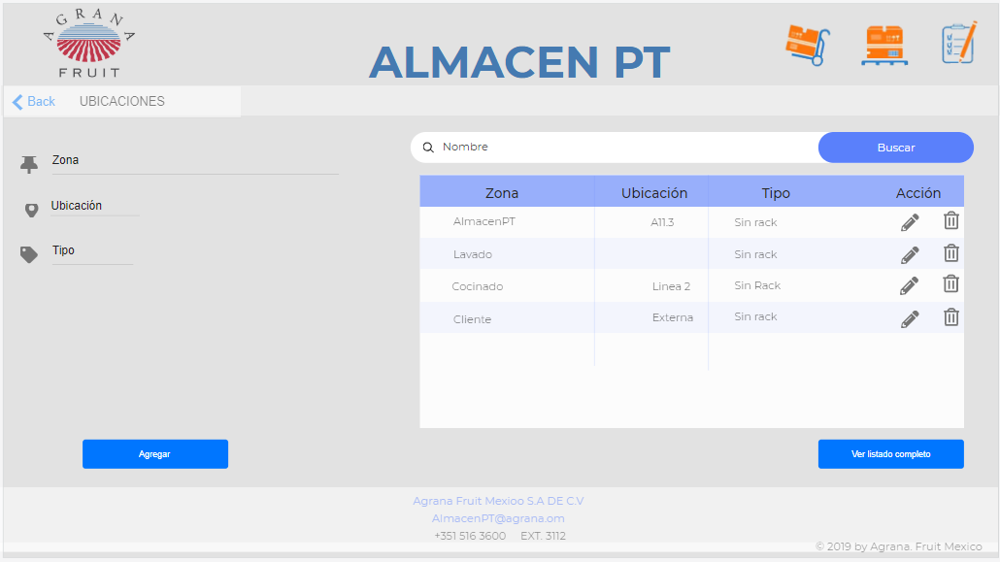 AGRANA
FRUIT
ALMACEN PT
Back UBICACIONES
Zona
Ubicación
Tipo
Agregar
Nombre Buscar
Zona Ubicación Tipo Acción
AlmacenPT A11.3 Sin rack
Lavado Sin rack
Cocinado Linea 2 Sin Rack
Cliente Externa Sin rack
Ver listado completo
Agrana Fruit Mexioo S.A DE C.V
AlmacenPT@agrana.om
+351 516 3600 EXT. 3112
© 2019 by Agrana. Fruit Mexico